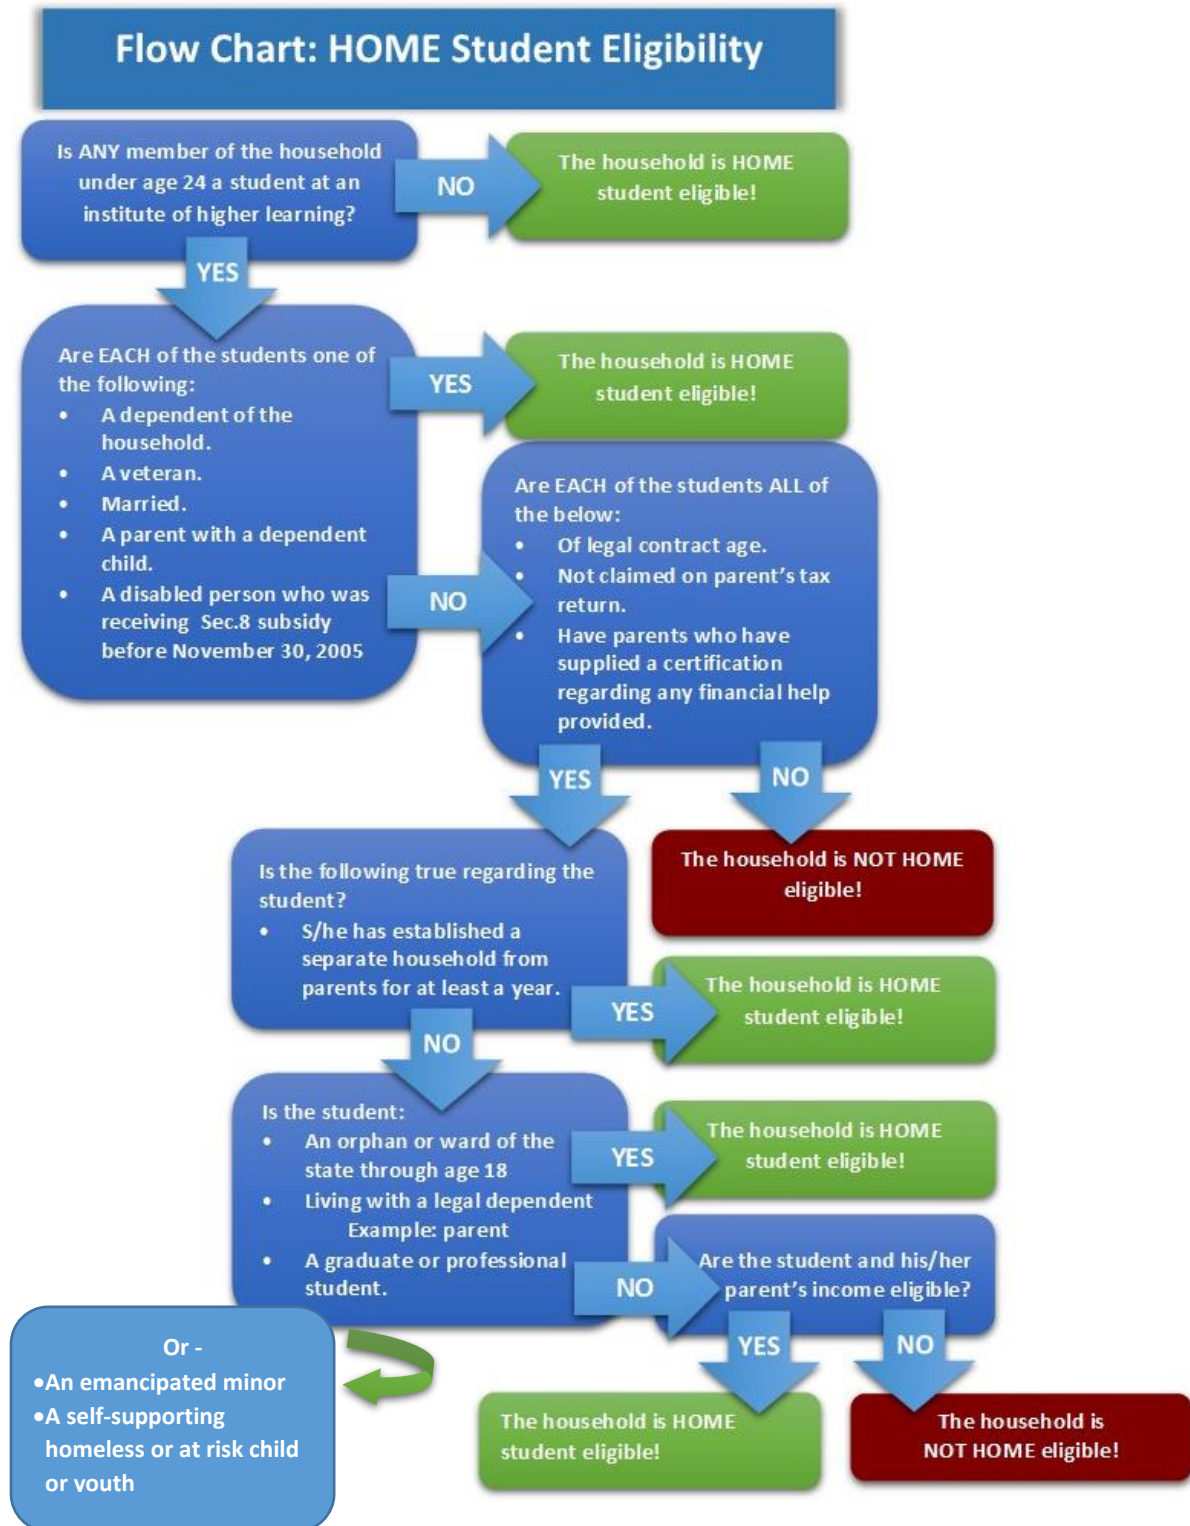 Flow Chart: HOME Student Eligibility
Is ANY member of the household
under age 24 a student at an
institute of higher learning?
NO
The household is HOME
student eligible!
YES
Are EACH of the students one of
the following:
• A dependent of the
household.
• A veteran.
• Married.
• A parent with a dependent
child.
• A disabled person who was
receiving Sec.8 subsidy
before November 30, 2005
YES
The household is HOME
student eligible!
NO
Are EACH of the students ALL of
the below:
• Of legal contract age.
• Not claimed on parent's tax
return.
• Have parents who have
supplied a certification
regarding any financial help
provided.
YES
NO
The household is NOT HOME
eligible!
Is the following true regarding the
student?
• S/he has established a
separate household from
parents for at least a year.
YES
The household is HOME
student eligible!
NO
Is the student:
• An orphan or ward of the
state through age 18
• Living with a legal dependent
Example: parent
• A graduate or professional
student.
YES
The household is HOME
student eligible!
NO
Are the student and his/her
parent's income eligible?
Or -
•An emancipated minor
•A self-supporting
homeless or at risk child
or youth
YES
NO
The household is HOME
student eligible!
The household is
NOT HOME eligible!